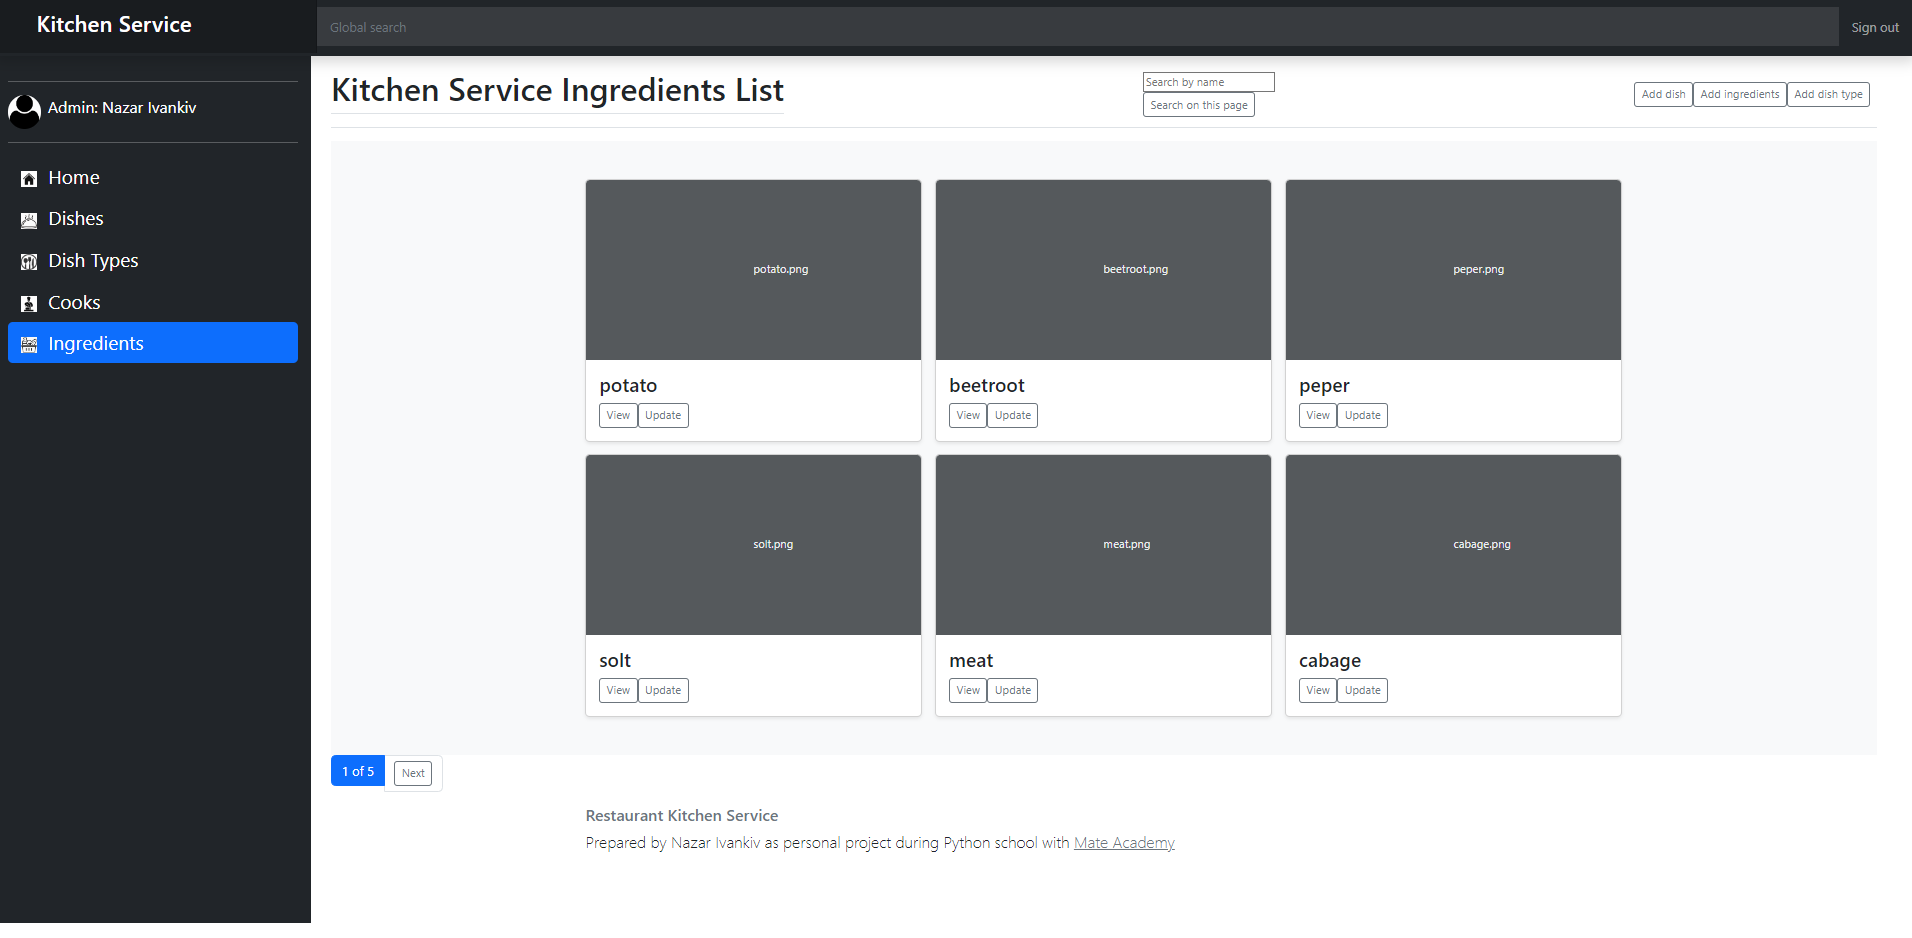 Kitchen Service
Global search
Sign out
Admin: Nazar Ivankiv
Home
Dishes
Dish Types
Cooks
Ingredients
Kitchen Service Ingredients List
Search by name
Search on this page
Add dish Add ingredients Add dish type
potato.png beetroot.png peper.png
potato beetroot peper
View Update View Update View Update
solt.png meat.png cabage.png
solt meat cabage
View Update View Update View Update
1 of 5 Next
Restaurant Kitchen Service
Prepared by Nazar Ivankiv as personal project during Python school with Mate Academy